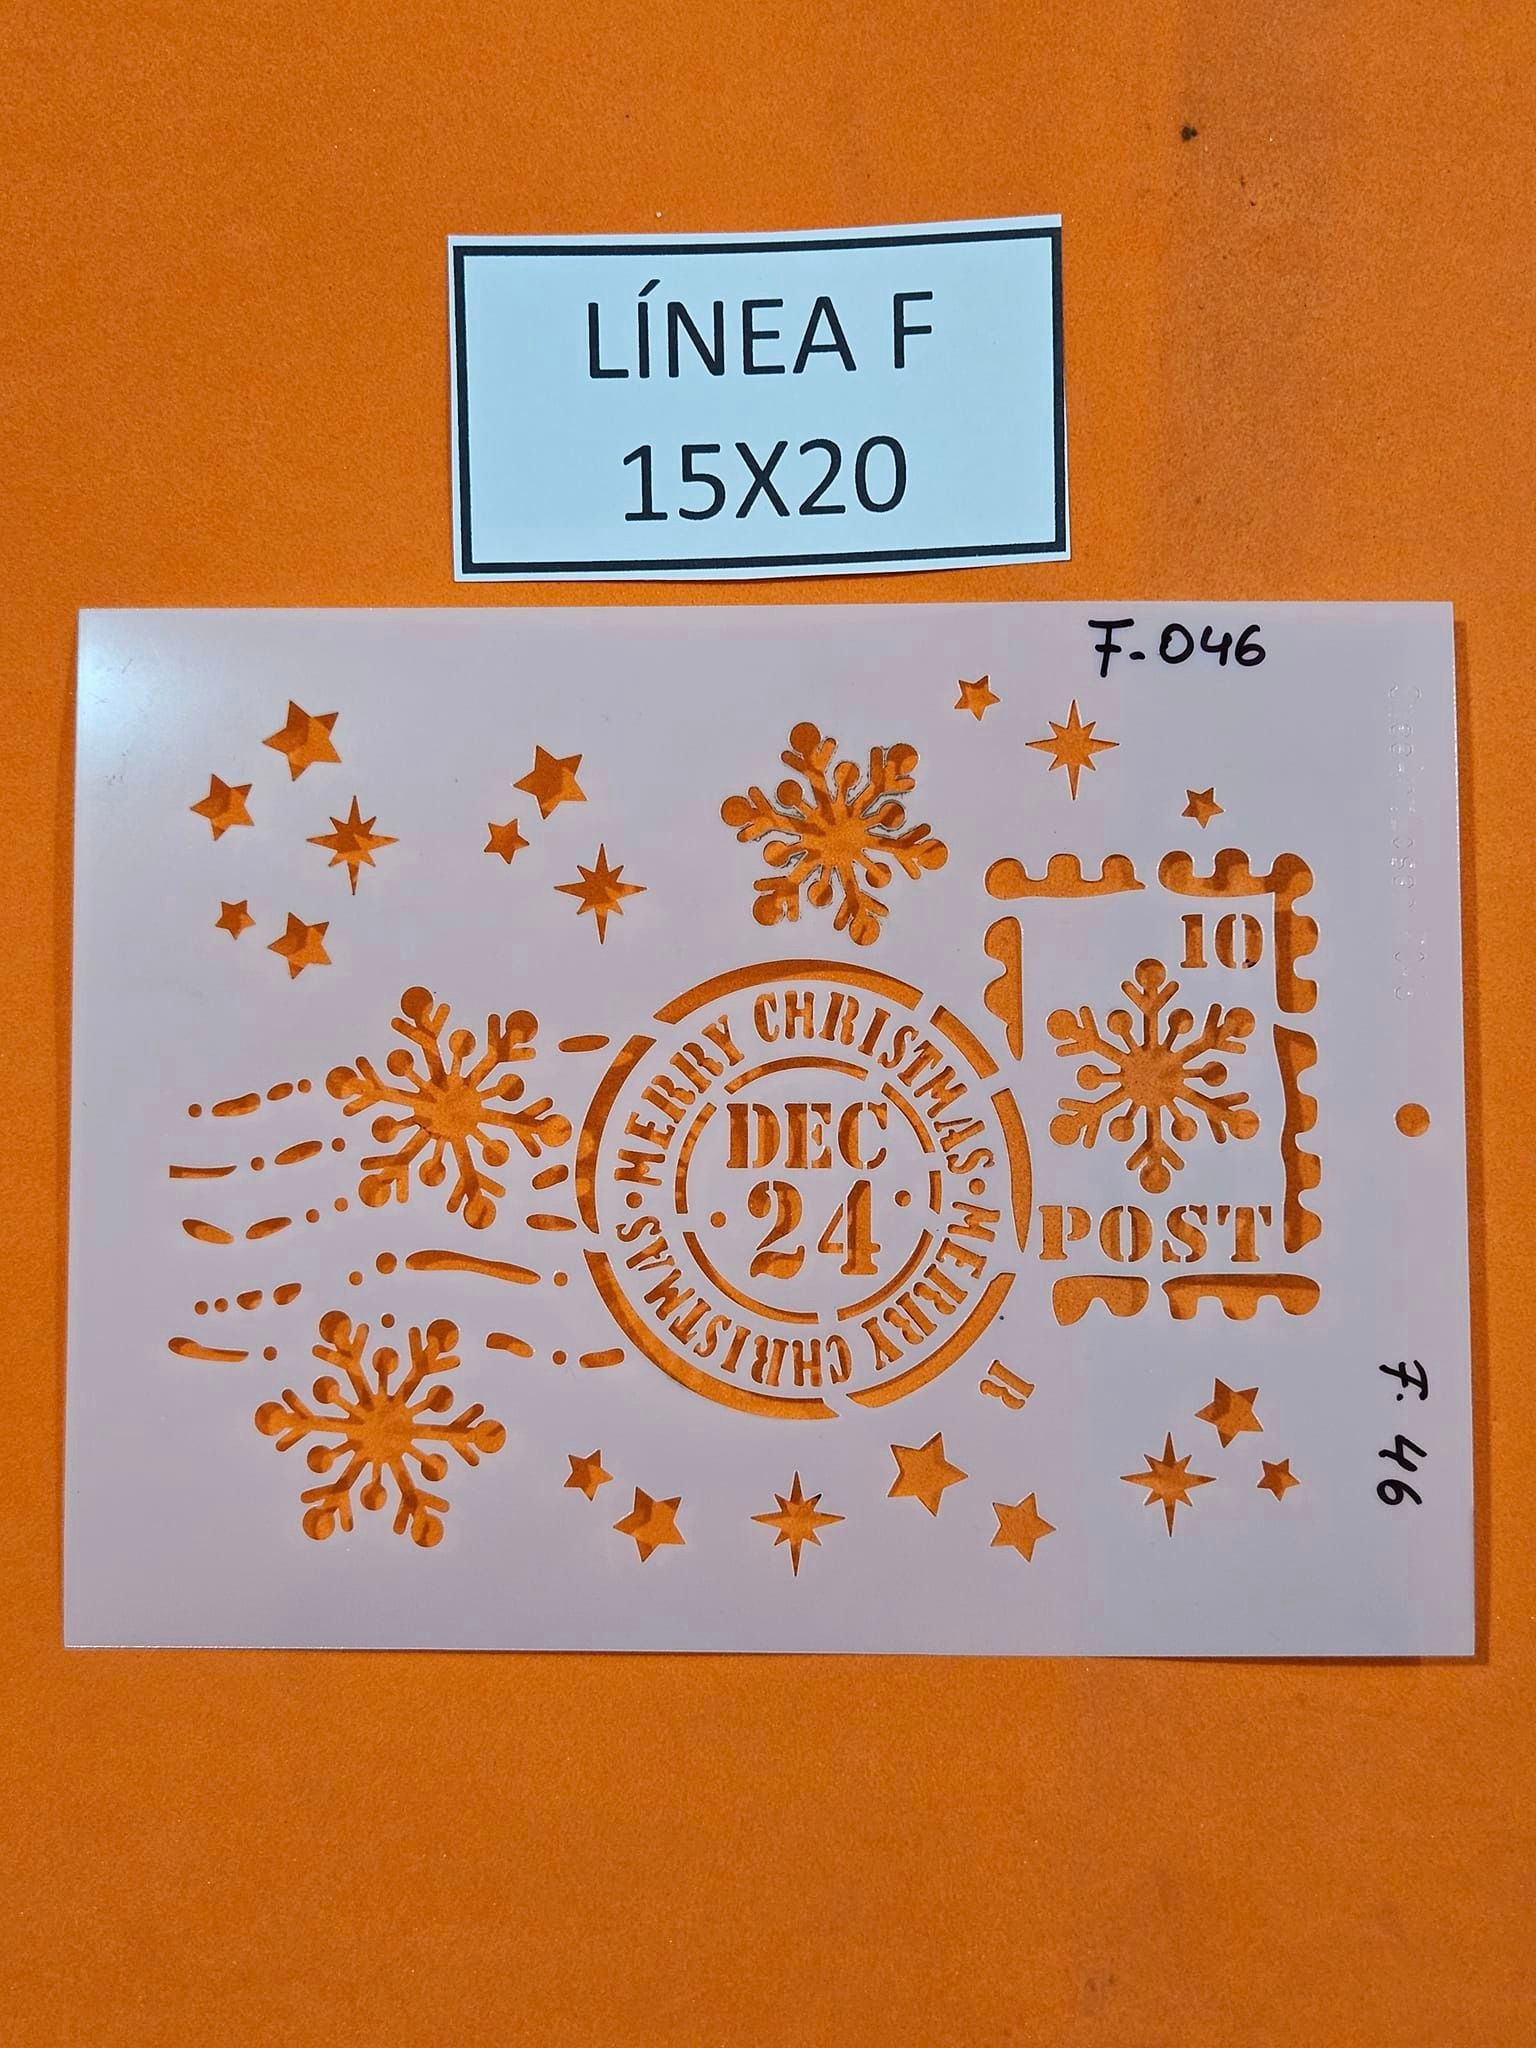 LÍNEA F
15X20
F-046
10
MERRY CHRISTMAS • MERRY CHRISTMAS •
DEC
• 24 •
POST
R
F. 46